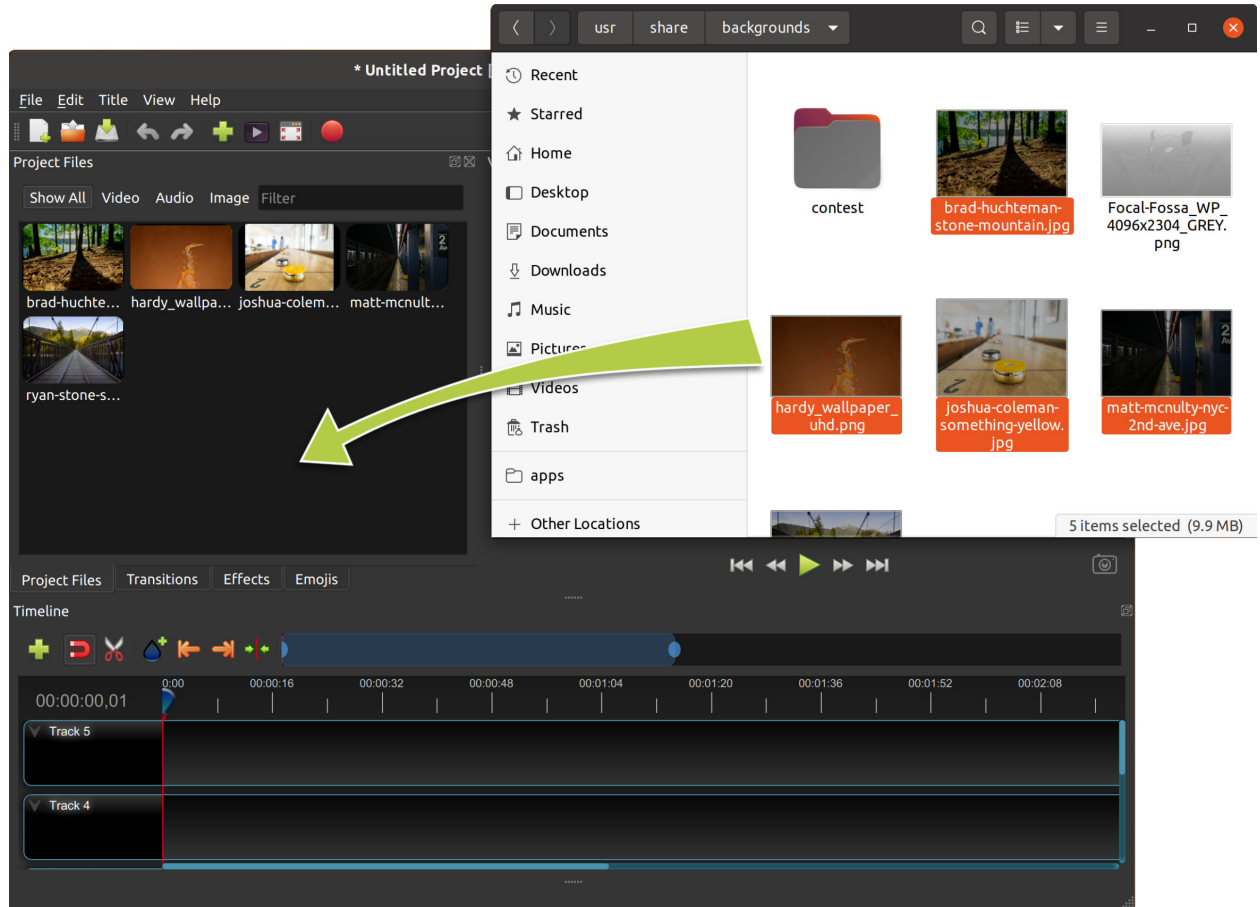 usr share backgrounds
* Untitled Project [
File Edit Title View Help
Project Files
Show All Video Audio Image Filter
brad-huchte... hardy_wallpa... joshua-colem... matt-mcnult...
ryan-stone-s...
Recent
Starred
Home
Desktop
Documents
Downloads
Music
Pictures
Videos
Trash
apps
Other Locations
contest
brad-huchteman-
stone-mountain.jpg
Focal-Fossa_WP_
4096x2304_GREY.
png
hardy_wallpaper_
uhd.png
joshua-coleman-
something-yellow.
jpg
matt-mcnulty-nyc-
2nd-ave.jpg
5 items selected (9.9 MB)
Project Files Transitions Effects Emojis
Timeline
00:00:00,01
0:00 00:00:16 00:00:32 00:00:48 00:01:04 00:01:20 00:01:36 00:01:52 00:02:08
Track 5
Track 4